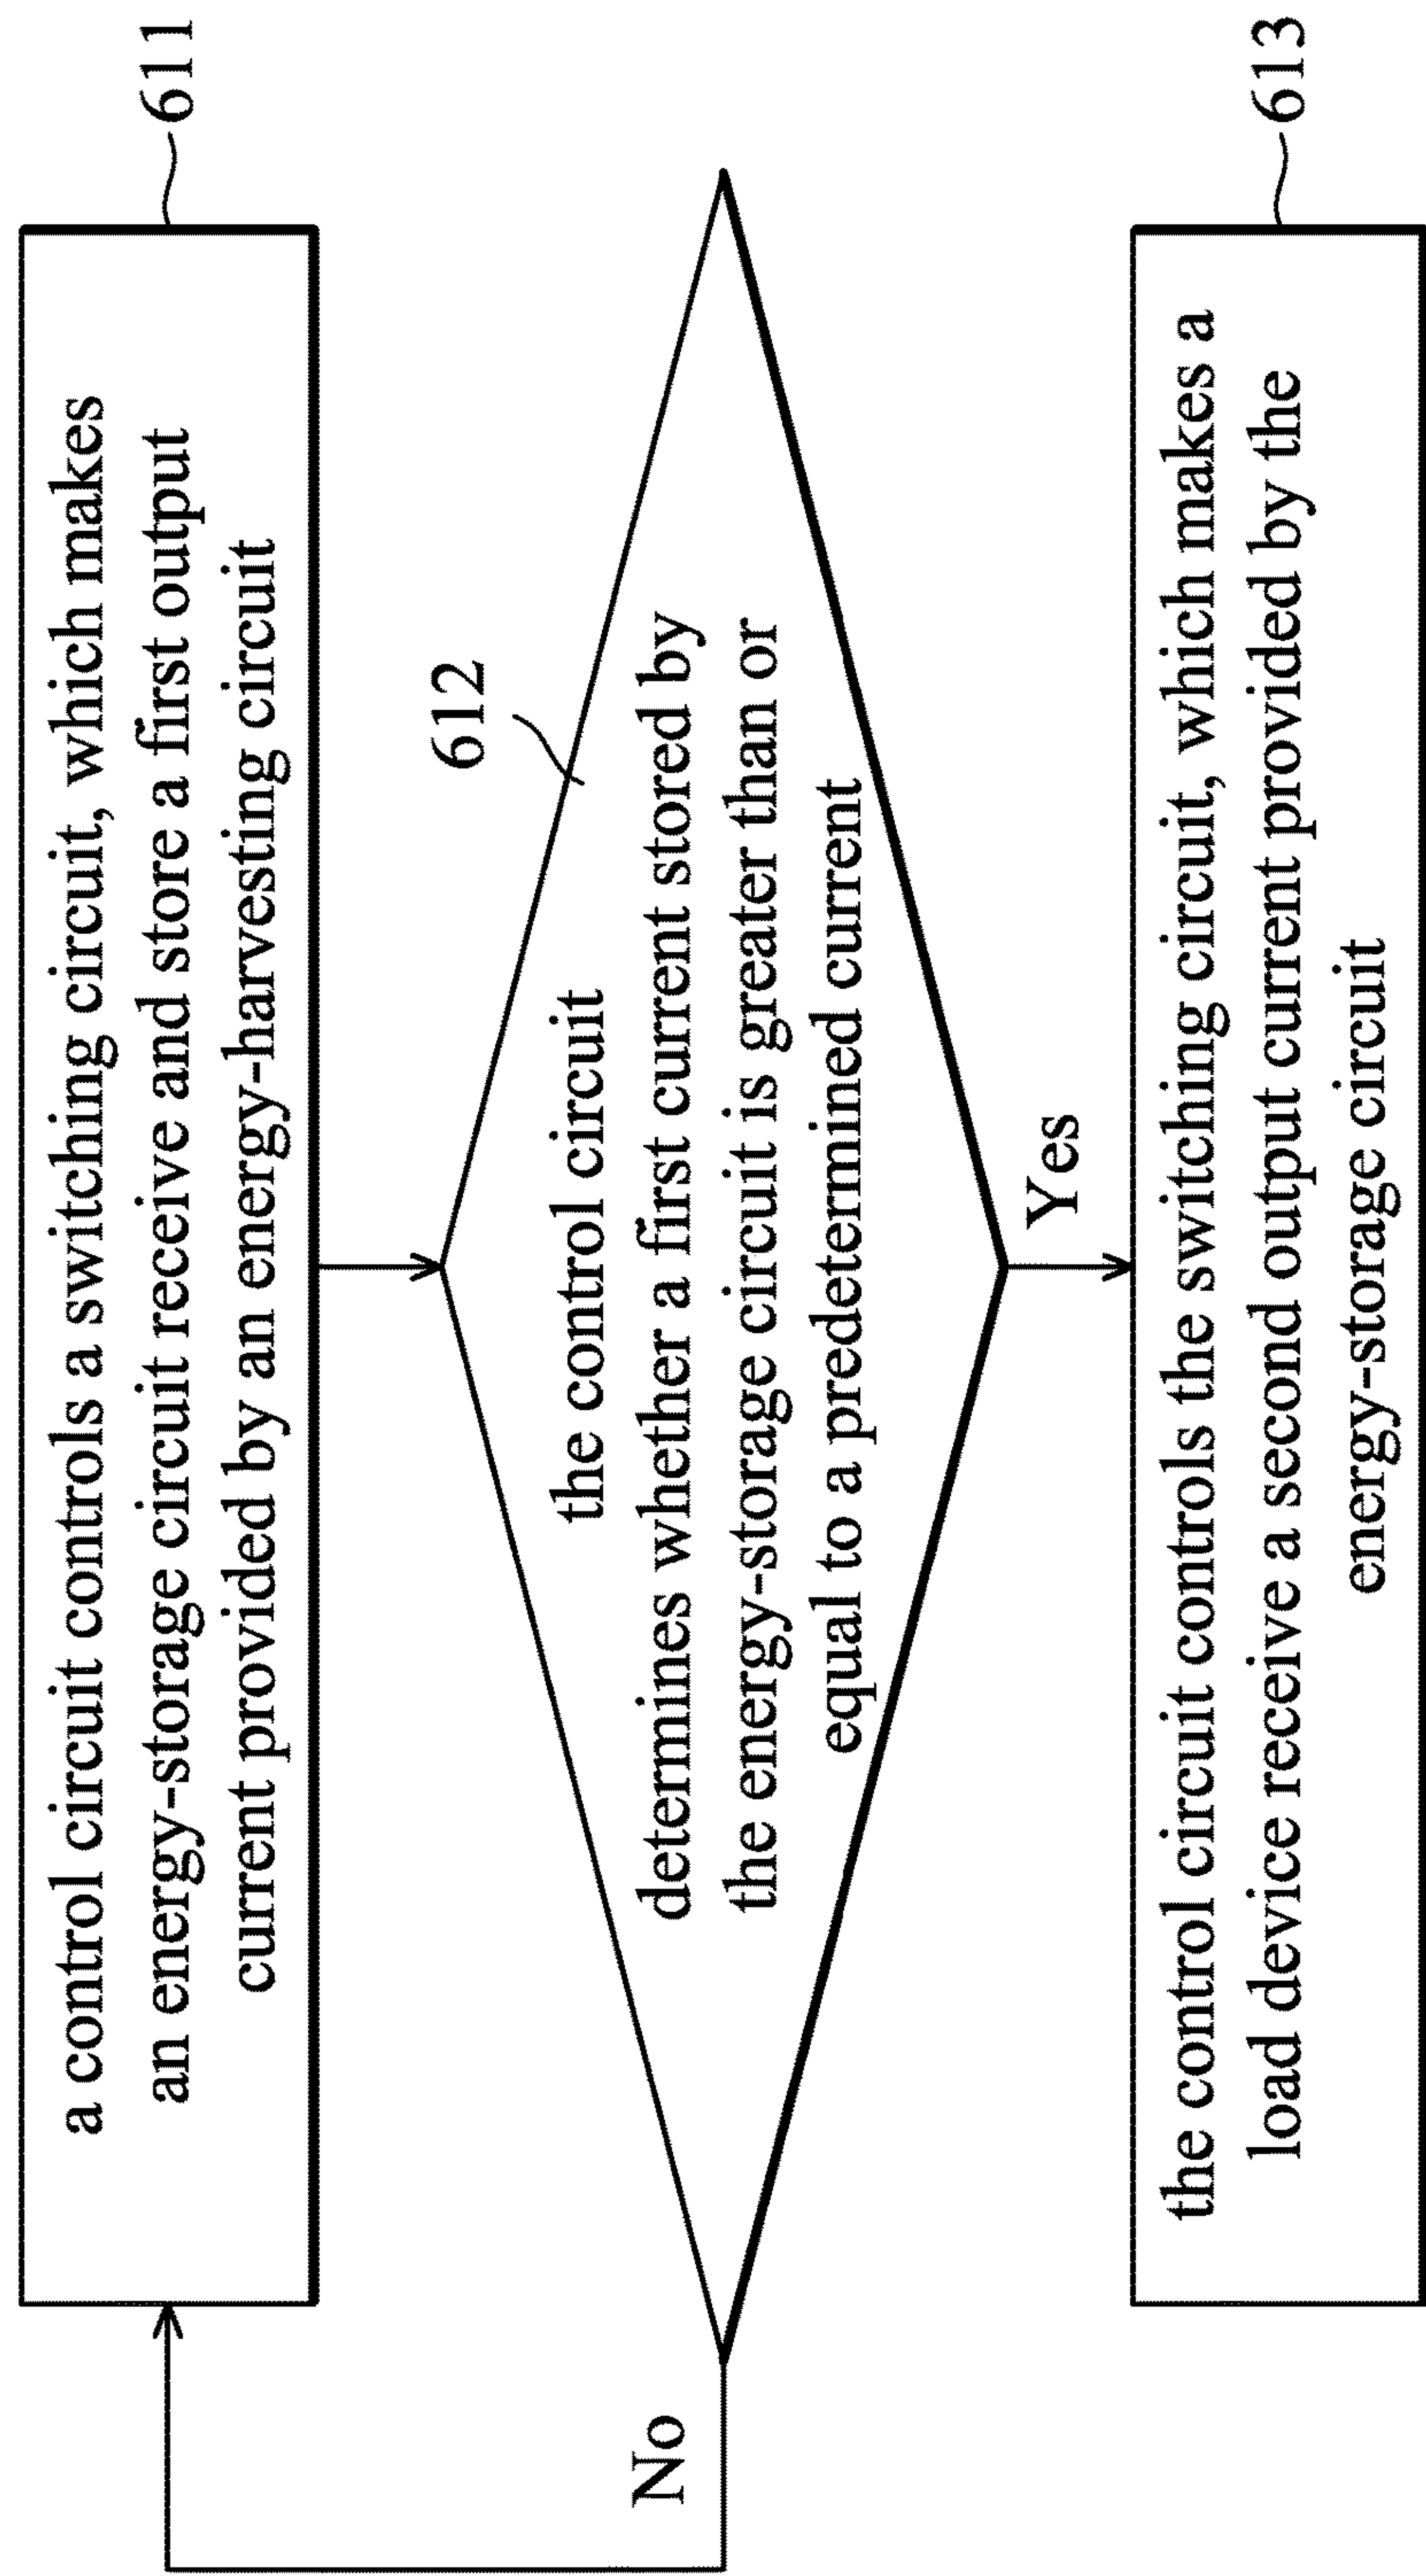 a control circuit controls a switching circuit, which makes
an energy-storage circuit receive and store a first output
current provided by an energy-harvesting circuit
611
612
the control circuit
determines whether a first current stored by
the energy-storage circuit is greater than or
equal to a predetermined current
No
Yes
the control circuit controls the switching circuit, which makes a
load device receive a second output current provided by the
energy-storage circuit
613